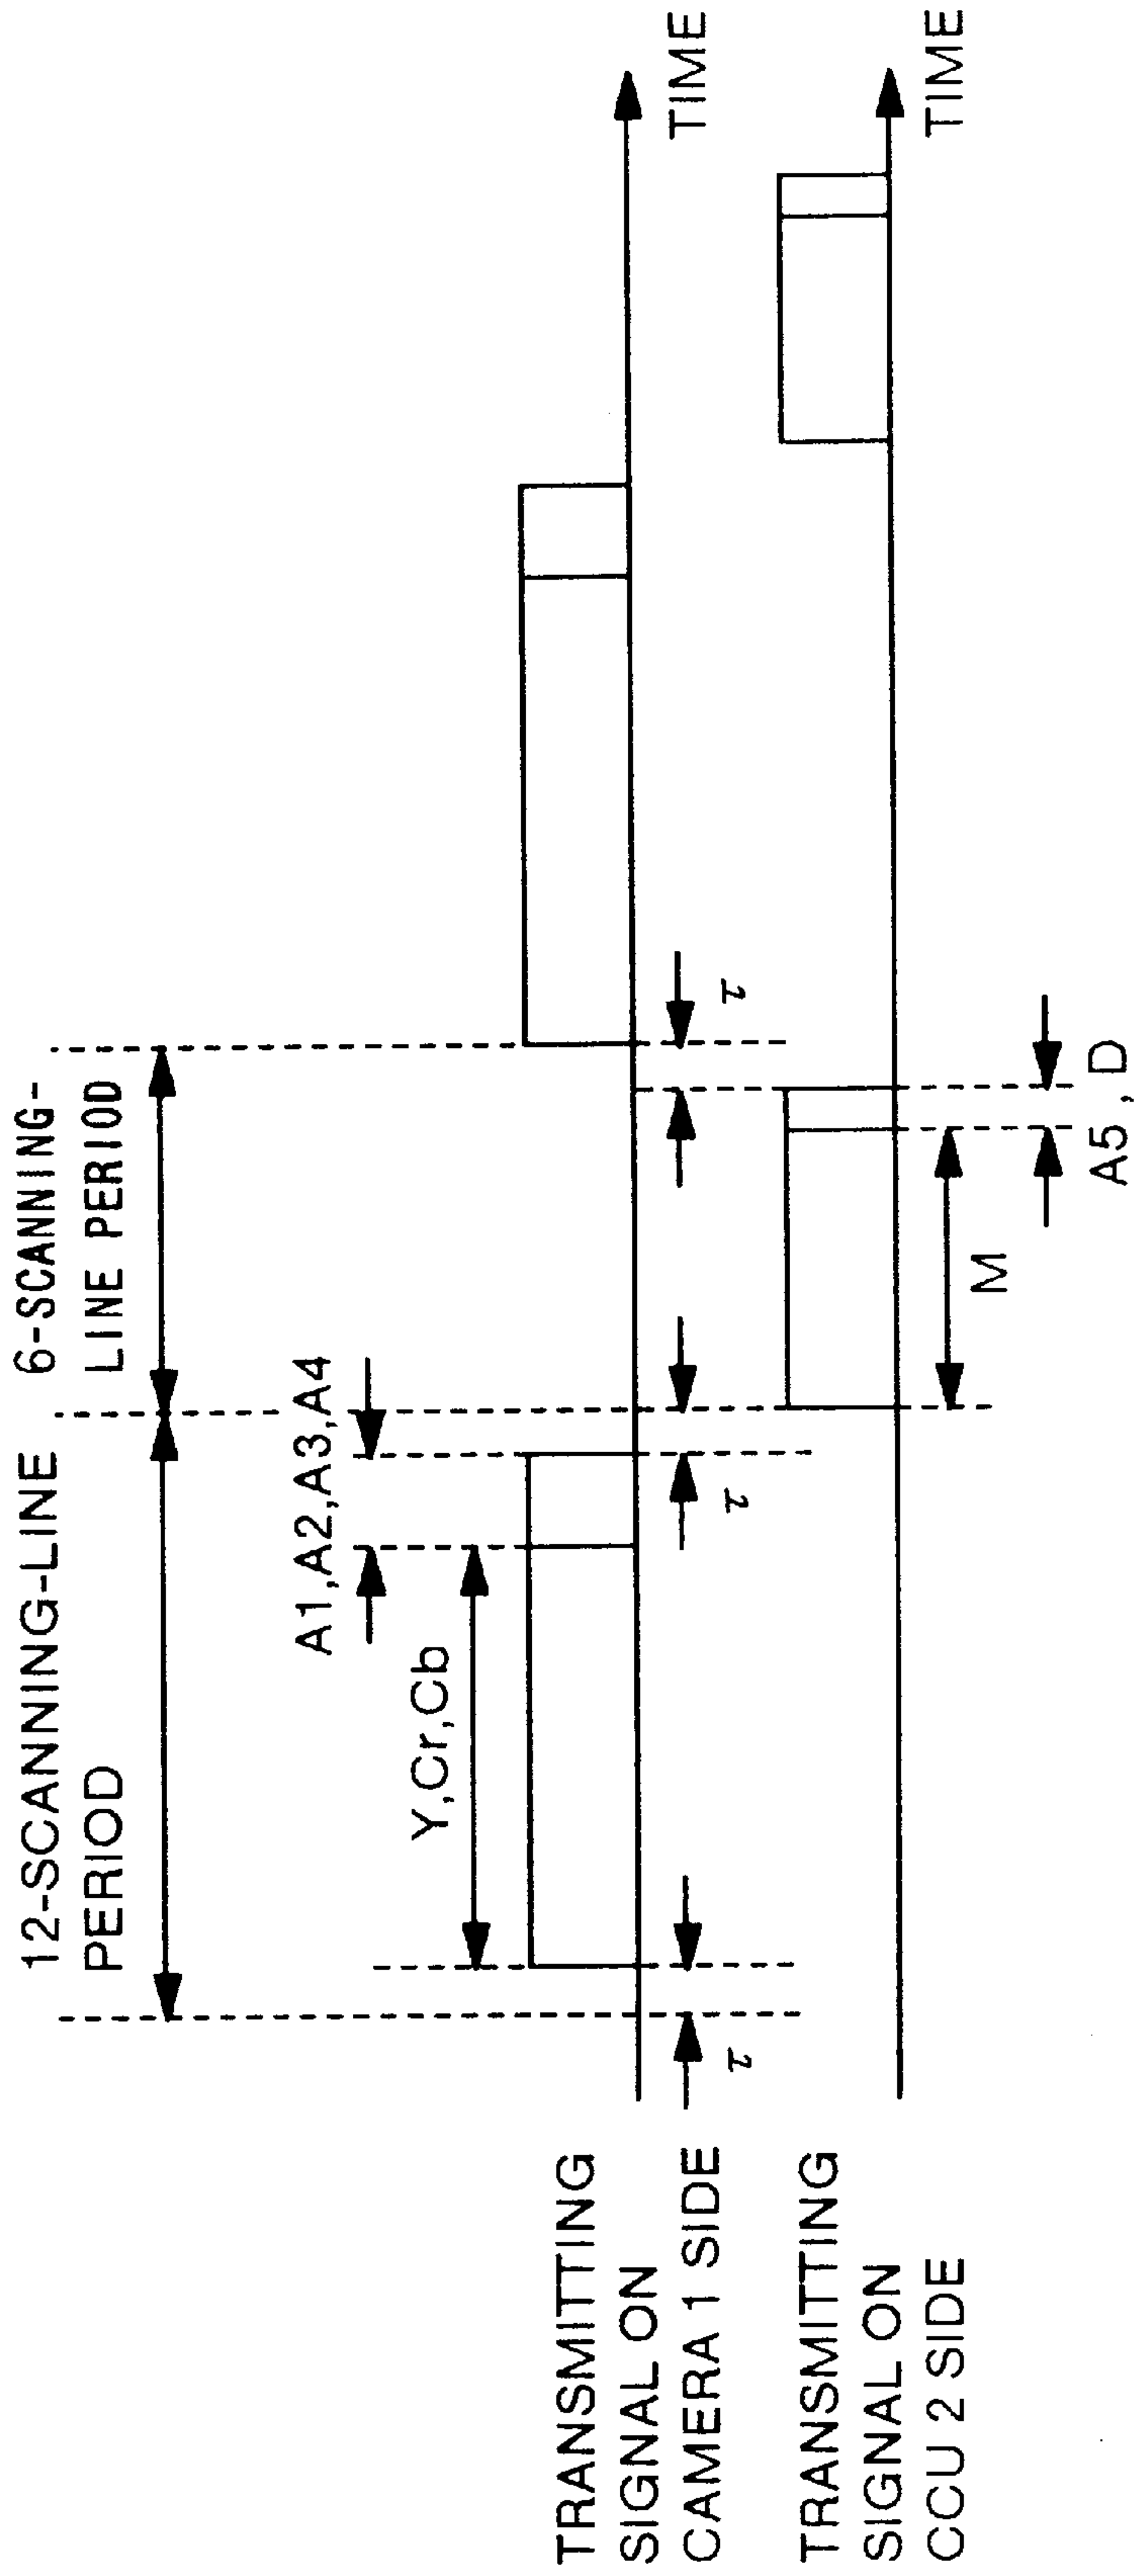 12-SCANNING-LINE
PERIOD
6-SCANNING-
LINE PERIOD
A1,A2,A3,A4
Y,Cr,Cb
TRANSMITTING
SIGNAL ON
CAMERA 1 SIDE
τ
τ
τ
TIME
TRANSMITTING
SIGNAL ON
CCU 2 SIDE
M
A5 , D
TIME